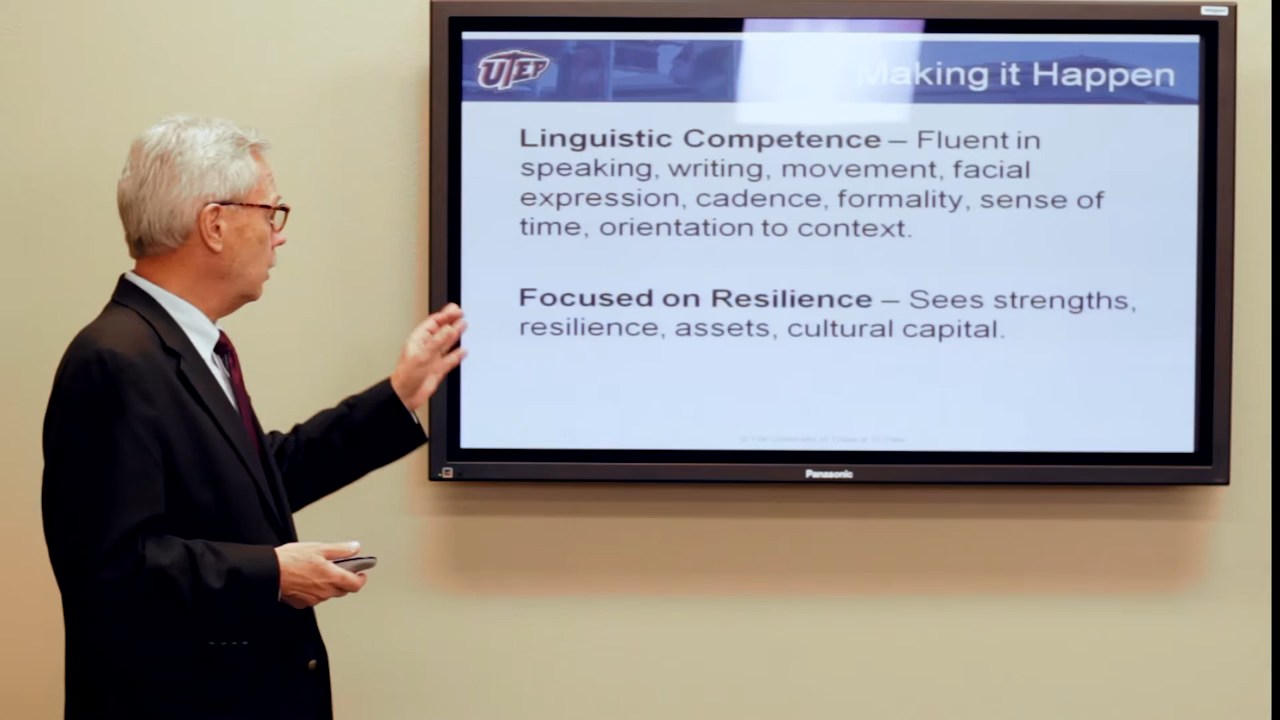 UTEP
Making it Happen
Linguistic Competence – Fluent in
speaking, writing, movement, facial
expression, cadence, formality, sense of
time, orientation to context.
Focused on Resilience – Sees strengths,
resilience, assets, cultural capital.
Panasonic